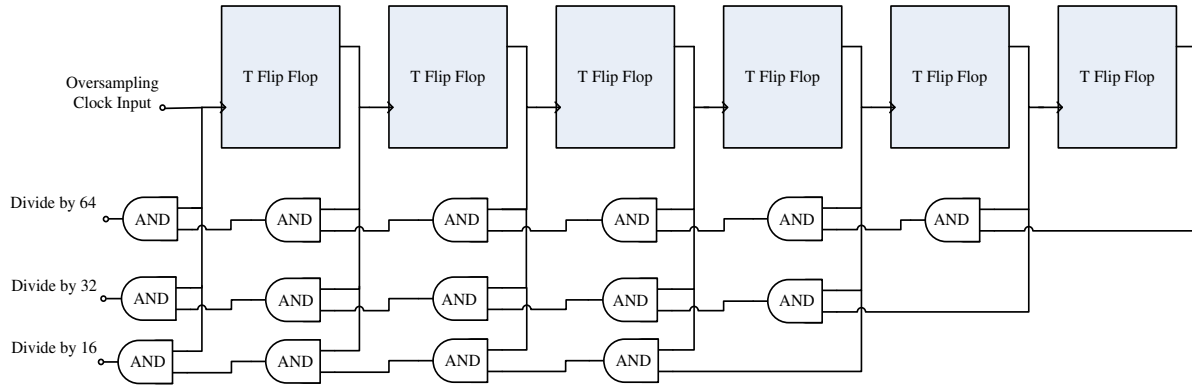 T Flip Flop
T Flip Flop
T Flip Flop
T Flip Flop
T Flip Flop
T Flip Flop
Oversampling
Clock Input
Divide by 64
AND
AND
AND
AND
AND
AND
Divide by 32
AND
AND
AND
AND
AND
Divide by 16
AND
AND
AND
AND